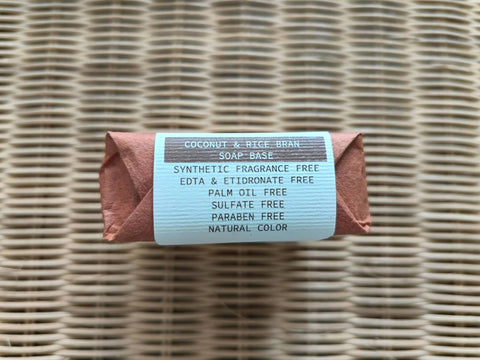 COCONUT & RICE BRAN
SOAP BASE
SYNTHETIC FRAGRANCE FREE
EDTA & ETIDRONATE FREE
PALM OIL FREE
SULFATE FREE
PARABEN FREE
NATURAL COLOR